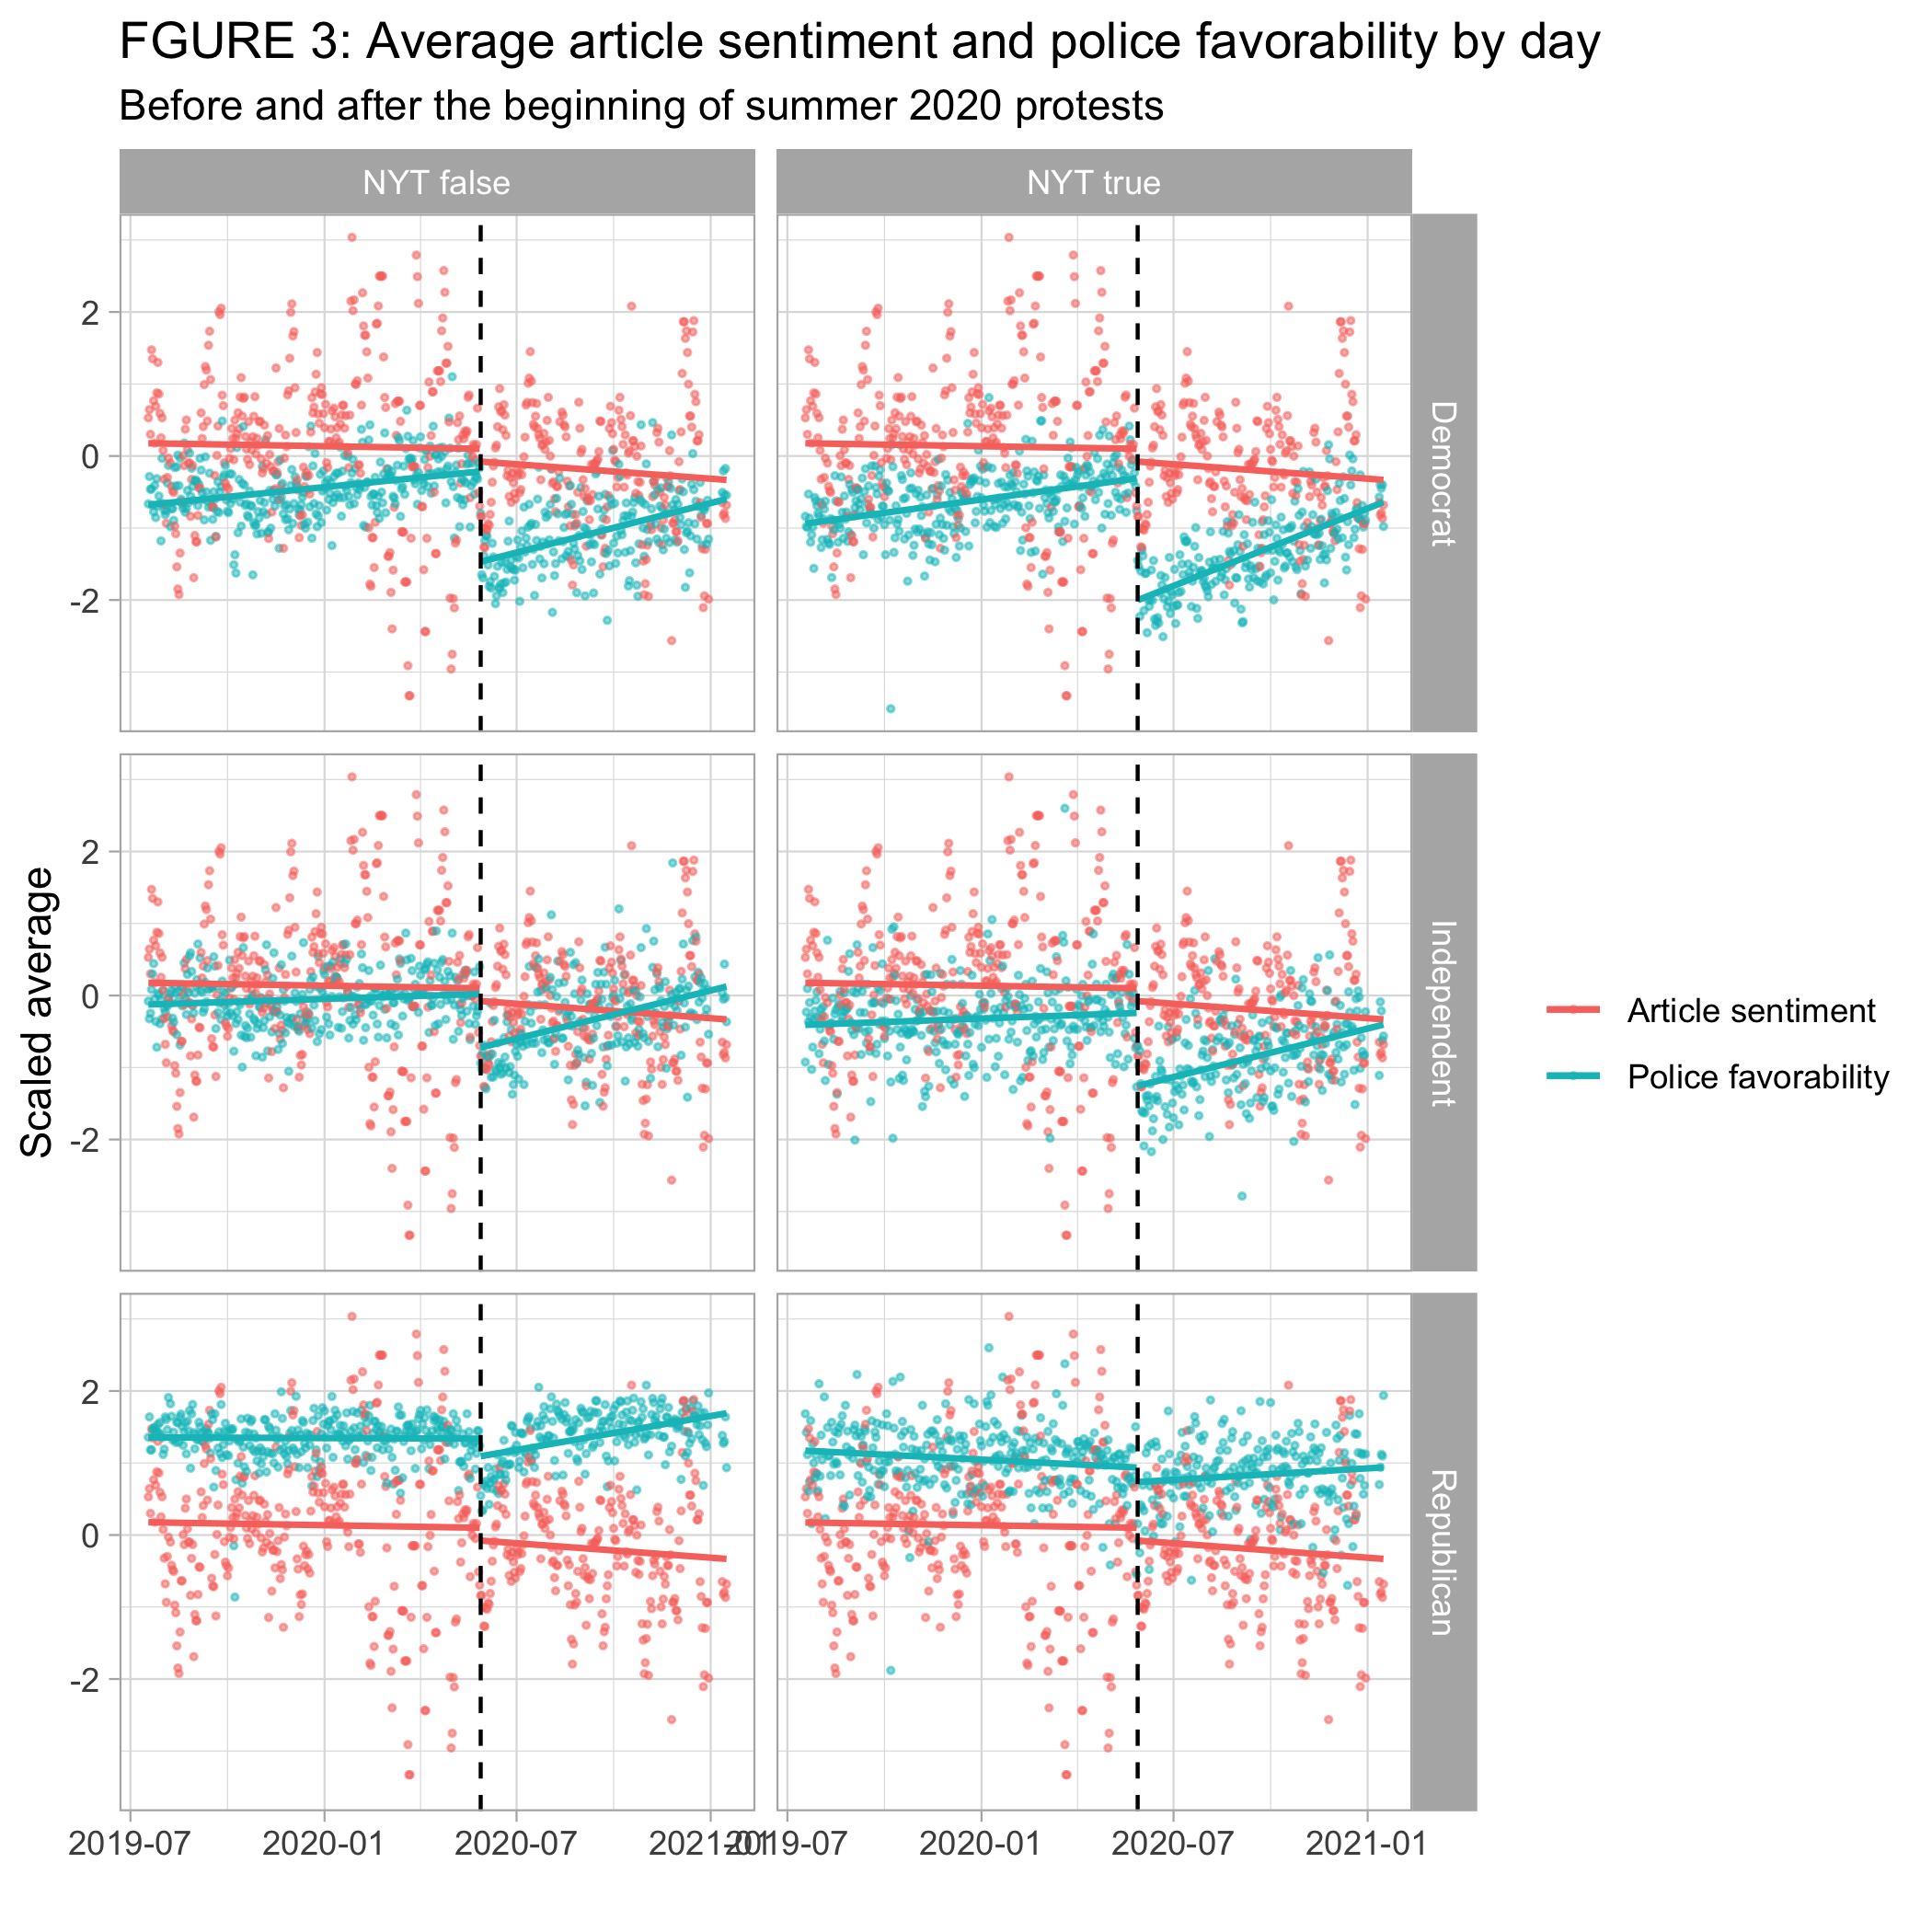 FGURE 3: Average article sentiment and police favorability by day
Before and after the beginning of summer 2020 protests
NYT false
NYT true
2
0
-2
Democrat
2
0
-2
Independent
2
0
-2
Republican
Scaled average
Article sentiment
Police favorability
2019-07
2020-01
2020-07
2021-01
2019-07
2020-01
2020-07
2021-01